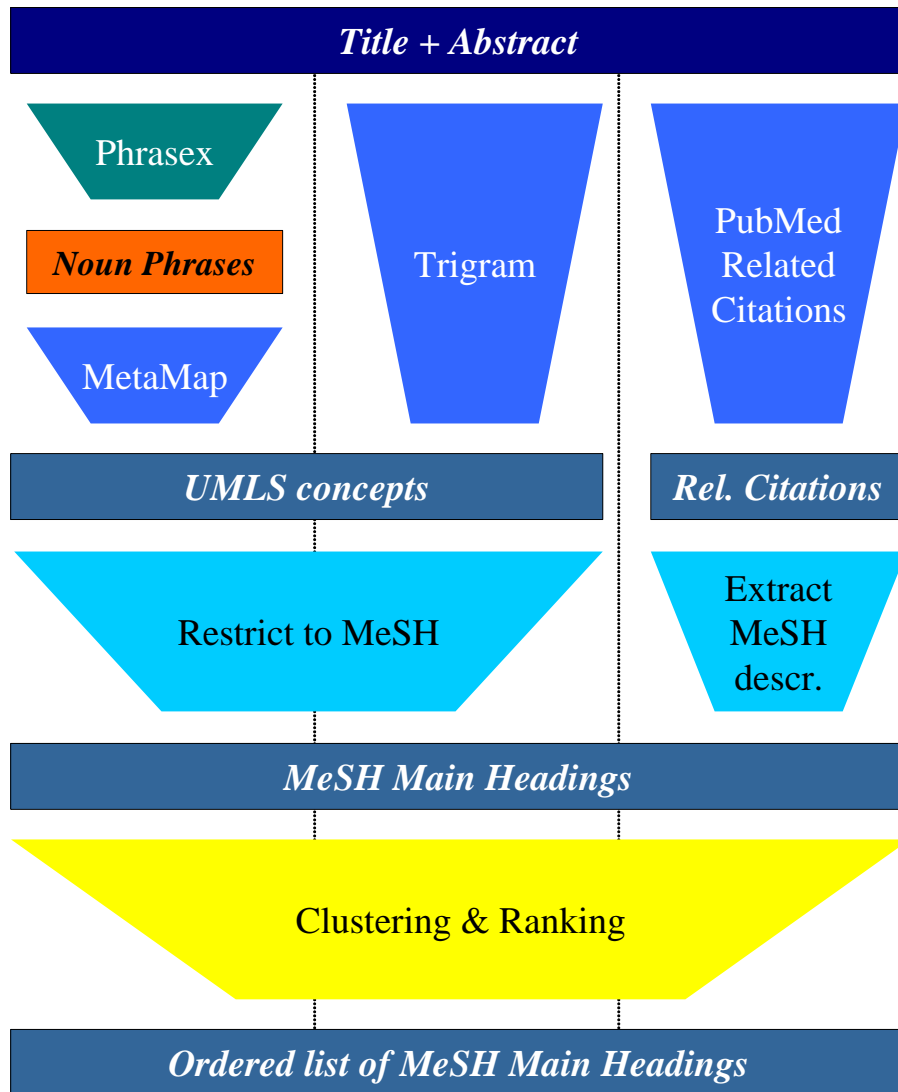 Title + Abstract
Phrasex
Noun Phrases
MetaMap
Trigram
PubMed
Related
Citations
UMLS concepts
Rel. Citations
Restrict to MeSH
Extract
MeSH
descr.
MeSH Main Headings
Clustering & Ranking
Ordered list of MeSH Main Headings